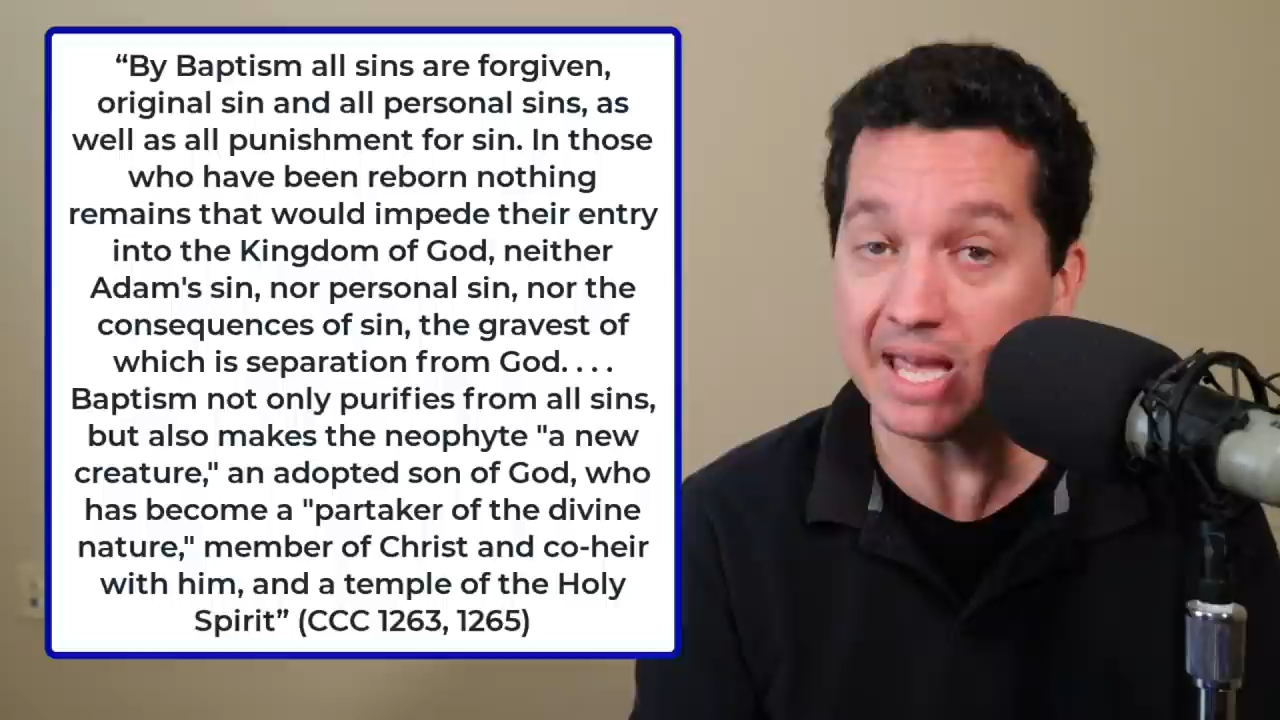 “By Baptism all sins are forgiven,
original sin and all personal sins, as
well as all punishment for sin. In those
who have been reborn nothing
remains that would impede their entry
into the Kingdom of God, neither
Adam's sin, nor personal sin, nor the
consequences of sin, the gravest of
which is separation from God. . . .
Baptism not only purifies from all sins,
but also makes the neophyte "a new
creature," an adopted son of God, who
has become a "partaker of the divine
nature," member of Christ and co-heir
with him, and a temple of the Holy
Spirit” (CCC 1263, 1265)